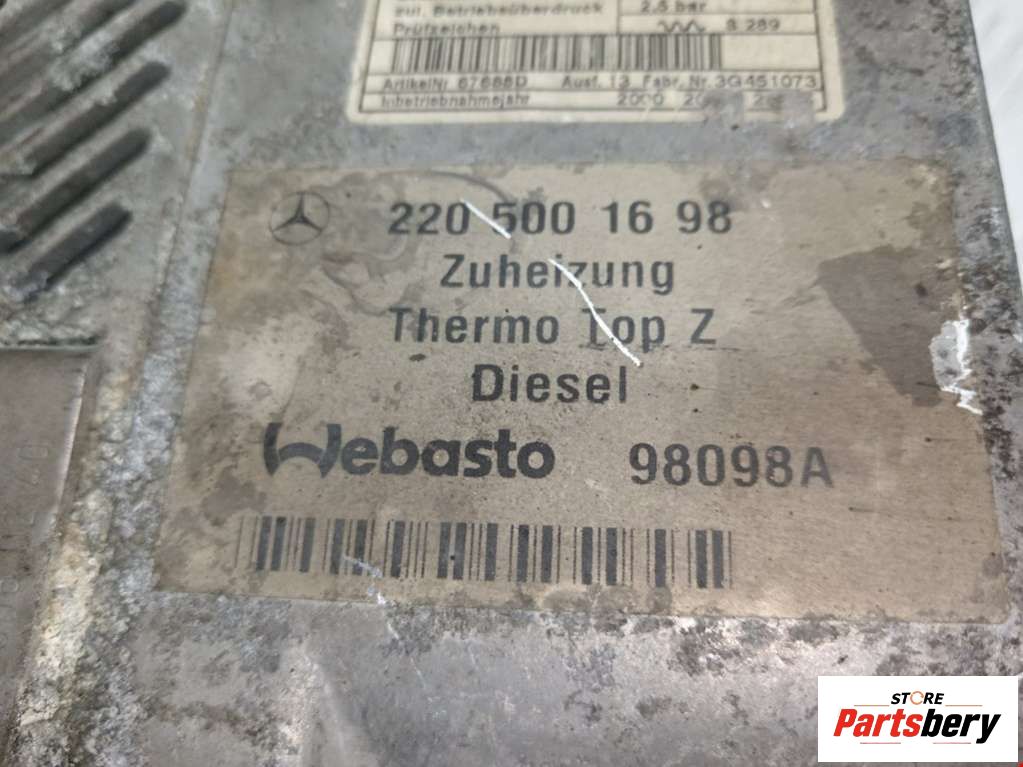 zul. Betriebsüberdruck 2,5 bar
Prüfzeichen S 289
ArtikelNr 67688D Ausf. 13 Fabr. Nr. 3G451073
Inbetriebnahmejahr 2000
220 500 16 98
Zuheizung
Thermo Top Z
Diesel
Webasto 98098A
STORE
Partsbery